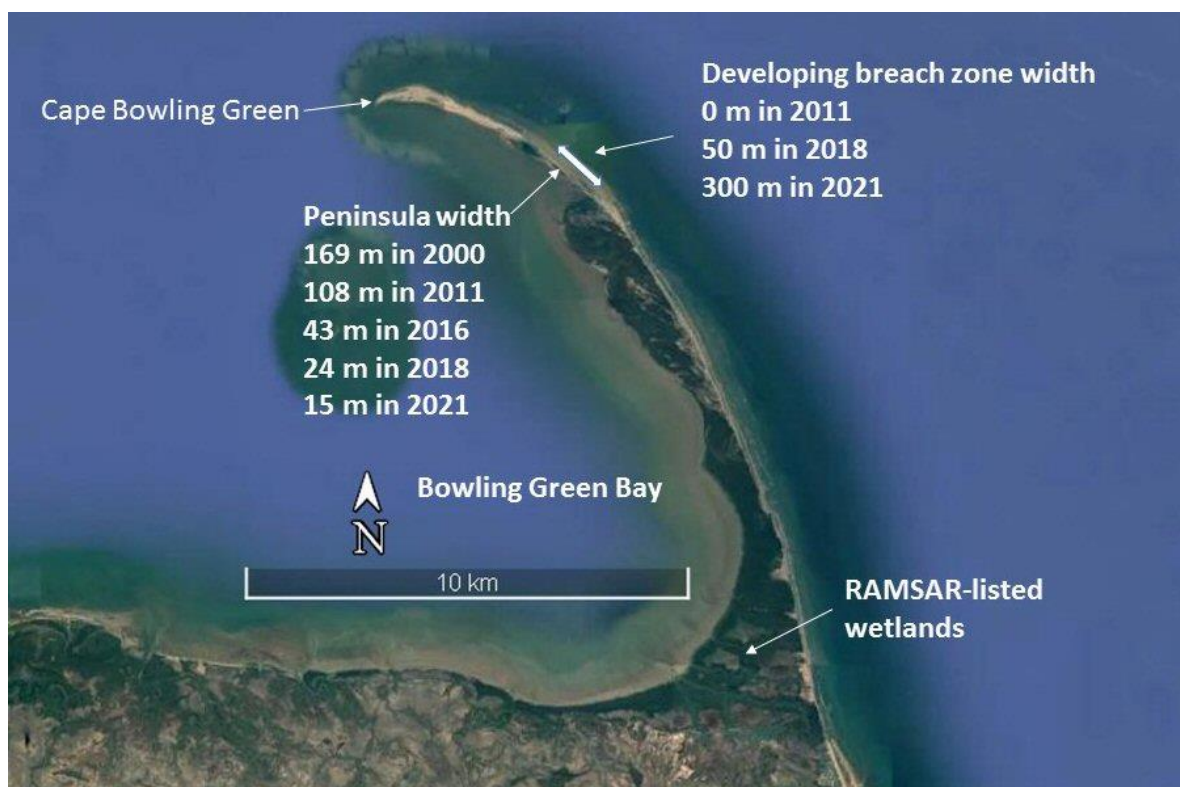 Cape Bowling Green
Developing breach zone width
0 m in 2011
50 m in 2018
300 m in 2021
Peninsula width
169 m in 2000
108 m in 2011
43 m in 2016
24 m in 2018
15 m in 2021
Bowling Green Bay
N
10 km
RAMSAR-listed
wetlands